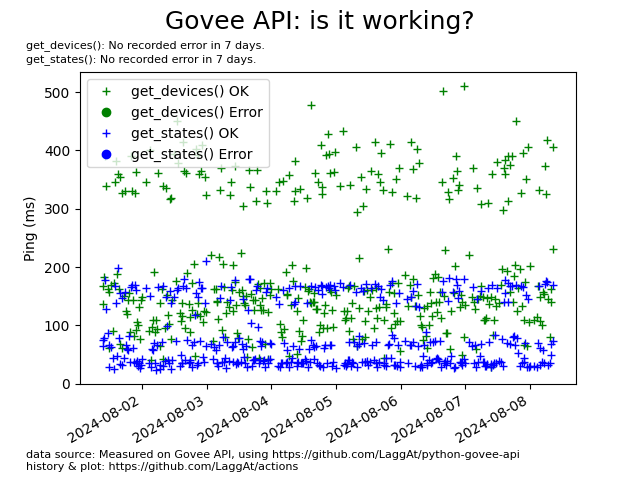 Govee API: is it working?
get_devices(): No recorded error in 7 days.
get_states(): No recorded error in 7 days.
get_devices() OK
get_devices() Error
get_states() OK
get_states() Error
Ping (ms)
500
400
300
200
100
0
2024-08-02
2024-08-03
2024-08-04
2024-08-05
2024-08-06
2024-08-07
2024-08-08
data source: Measured on Govee API, using https://github.com/LaggAt/python-govee-api
history & plot: https://github.com/LaggAt/actions